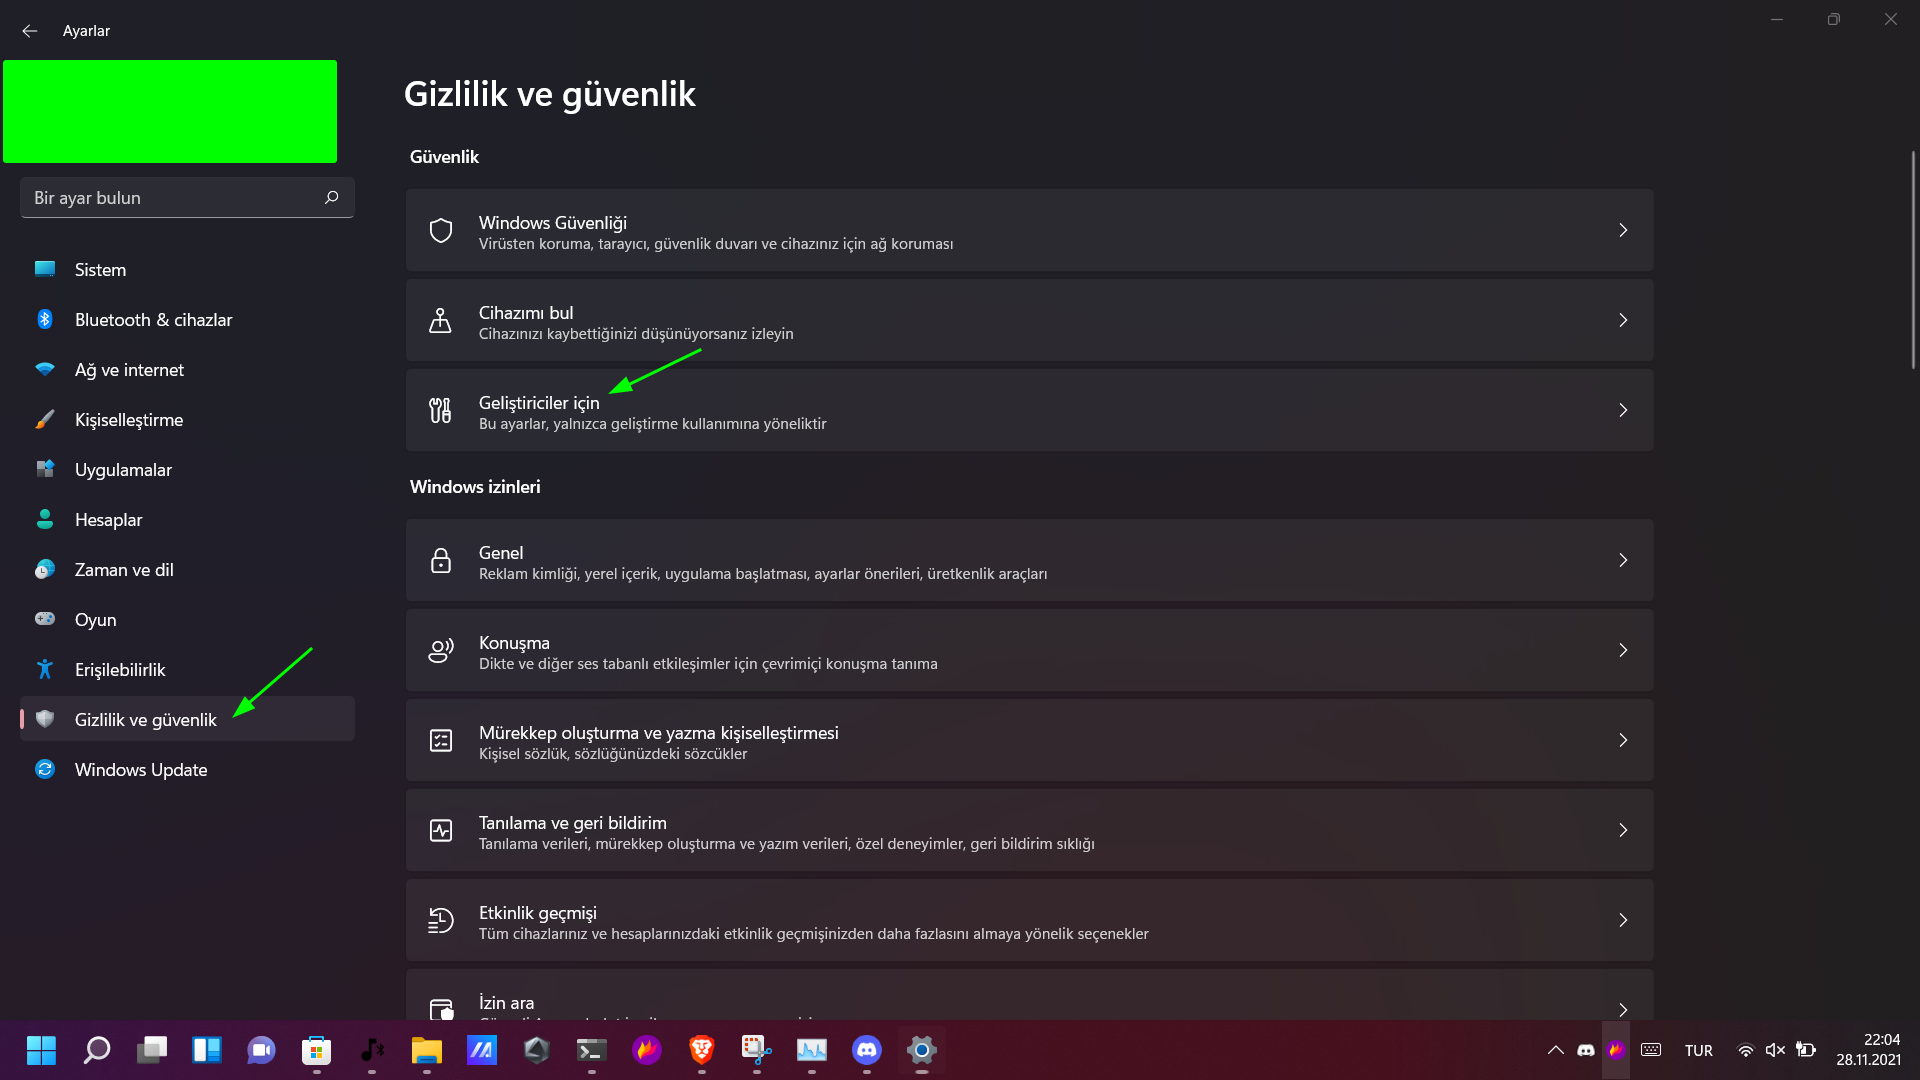 Ayarlar
Bir ayar bulun
Sistem
Bluetooth & cihazlar
Ağ ve internet
Kişiselleştirme
Uygulamalar
Hesaplar
Zaman ve dil
Oyun
Erişilebilirlik
Gizlilik ve güvenlik
Windows Update
Gizlilik ve güvenlik
Güvenlik
Windows Güvenliği
Virüsten koruma, tarayıcı, güvenlik duvarı ve cihazınız için ağ koruması
Cihazımı bul
Cihazınızı kaybettiğinizi düşünüyorsanız izleyin
Geliştiriciler için
Bu ayarlar, yalnızca geliştirme kullanımına yöneliktir
Windows izinleri
Genel
Reklam kimliği, yerel içerik, uygulama başlatması, ayarlar önerileri, üretkenlik araçları
Konuşma
Dikte ve diğer ses tabanlı etkileşimler için çevrimiçi konuşma tanıma
Mürekkep oluşturma ve yazma kişiselleştirmesi
Kişisel sözlük, sözlüğünüzdeki sözcükler
Tanılama ve geri bildirim
Tanılama verileri, mürekkep oluşturma ve yazım verileri, özel deneyimler, geri bildirim sıklığı
Etkinlik geçmişi
Tüm cihazlarınız ve hesaplarınızdaki etkinlik geçmişinizden daha fazlasını almaya yönelik seçenekler
İzin ara
TUR
22:04
28.11.2021